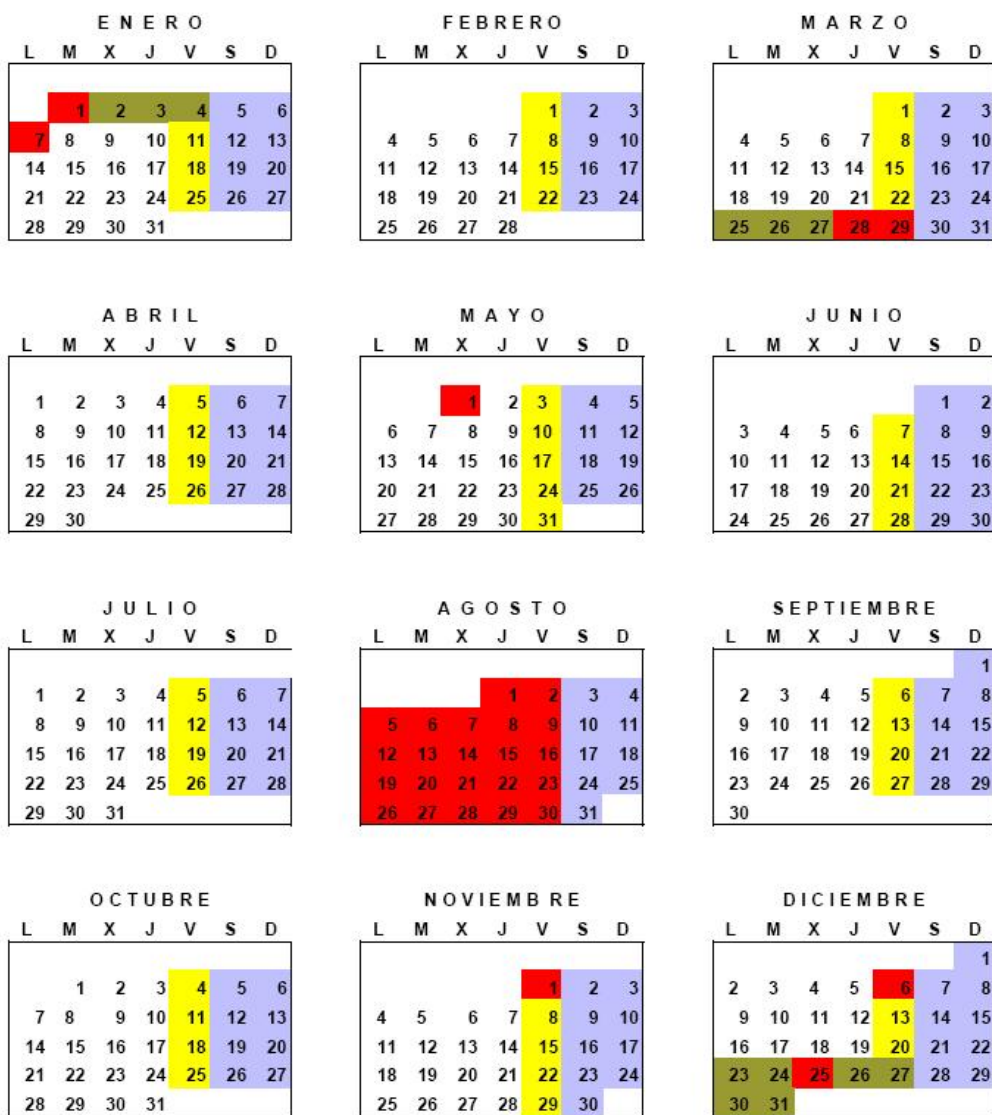 ENERO FEBRERO MARZO
L M X J V S D L M X J V S D L M X J V S D
1 2 3 4 5 6 1 2 3 1 2 3
7 8 9 10 11 12 13 4 5 6 7 8 9 10 4 5 6 7 8 9 10
14 15 16 17 18 19 20 11 12 13 14 15 16 17 11 12 13 14 15 16 17
21 22 23 24 25 26 27 18 19 20 21 22 23 24 18 19 20 21 22 23 24
28 29 30 31 25 26 27 28 25 26 27 28 29 30 31
ABRIL MAYO JUNIO
L M X J V S D L M X J V S D L M X J V S D
1 2 3 4 5 6 7 1 2 3 4 5 1 2
8 9 10 11 12 13 14 6 7 8 9 10 11 12 3 4 5 6 7 8 9
15 16 17 18 19 20 21 13 14 15 16 17 18 19 10 11 12 13 14 15 16
22 23 24 25 26 27 28 20 21 22 23 24 25 26 17 18 19 20 21 22 23
29 30 27 28 29 30 31 24 25 26 27 28 29 30
JULIO AGOSTO SEPTIEMBRE
L M X J V S D L M X J V S D L M X J V S D
1
1 2 3 4 5 6 7 1 2 3 4 2 3 4 5 6 7 8
8 9 10 11 12 13 14 5 6 7 8 9 10 11 9 10 11 12 13 14 15
15 16 17 18 19 20 21 12 13 14 15 16 17 18 16 17 18 19 20 21 22
22 23 24 25 26 27 28 19 20 21 22 23 24 25 23 24 25 26 27 28 29
29 30 31 26 27 28 29 30 31 30
OCTUBRE NOVIEMBRE DICIEMBRE
L M X J V S D L M X J V S D L M X J V S D
1
1 2 3 4 5 6 1 2 3 2 3 4 5 6 7 8
7 8 9 10 11 12 13 4 5 6 7 8 9 10 9 10 11 12 13 14 15
14 15 16 17 18 19 20 11 12 13 14 15 16 17 16 17 18 19 20 21 22
21 22 23 24 25 26 27 18 19 20 21 22 23 24 23 24 25 26 27 28 29
28 29 30 31 25 26 27 28 29 30 30 31